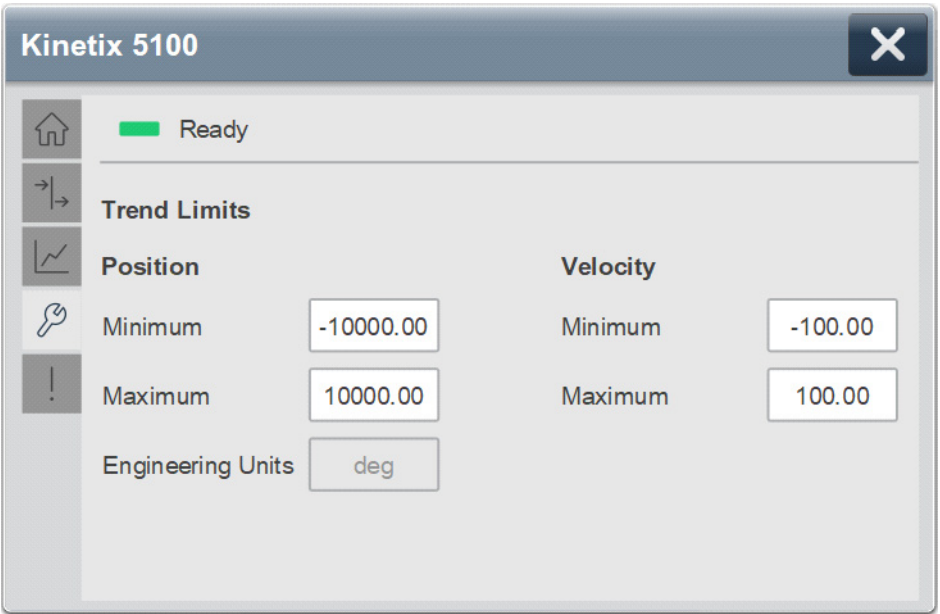 Kinetix 5100
Ready
Trend Limits
Position Velocity
Minimum -10000.00 Minimum -100.00
Maximum 10000.00 Maximum 100.00
Engineering Units deg